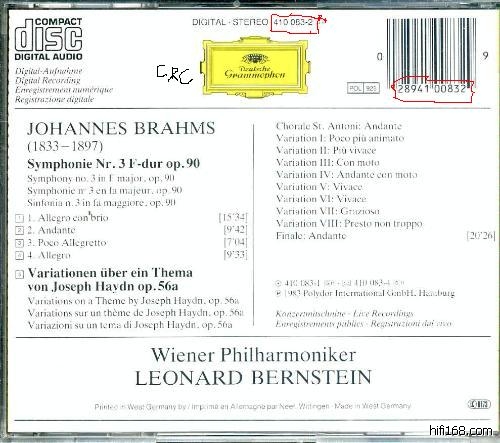 COMPACT
disc
DIGITAL AUDIO
DIGITAL · STEREO 410 083-2
Deutsche
Grammophon
CRC
0
9
POL 925
28941 00832
Digital-Aufnahme
Digital Recording
Enregistrement numérique
Registrazione digitale
JOHANNES BRAHMS
(1833–1897)
Symphonie Nr. 3 F-dur op. 90
Symphony no. 3 in F major, op. 90
Symphonie nº 3 en fa majeur, op. 90
Sinfonia n. 3 in fa maggiore, op. 90
1 1. Allegro con brio [15'34]
2 2. Andante [9'42]
3 3. Poco Allegretto [7'04]
4 4. Allegro [9'33]
5 Variationen über ein Thema
von Joseph Haydn op. 56a
Variations on a Theme by Joseph Haydn, op. 56a
Variations sur un thème de Joseph Haydn, op. 56a
Variazioni su un tema di Joseph Haydn, op. 56a
Chorale St. Antoni: Andante
Variation I: Poco più animato
Variation II: Più vivace
Variation III: Con moto
Variation IV: Andante con moto
Variation V: Vivace
Variation VI: Vivace
Variation VII: Grazioso
Variation VIII: Presto non troppo
Finale: Andante [20'26]
410 083-1 410 083-4
℗ 1983 Polydor International GmbH, Hamburg
Konzertmitschnitte · Live Recordings
Enregistrements publics · Registrazioni dal vivo
Wiener Philharmoniker
LEONARD BERNSTEIN
Printed in West Germany by / Imprimé en Allemagne par Neef, Wittingen · Made in West Germany
hifi168.com